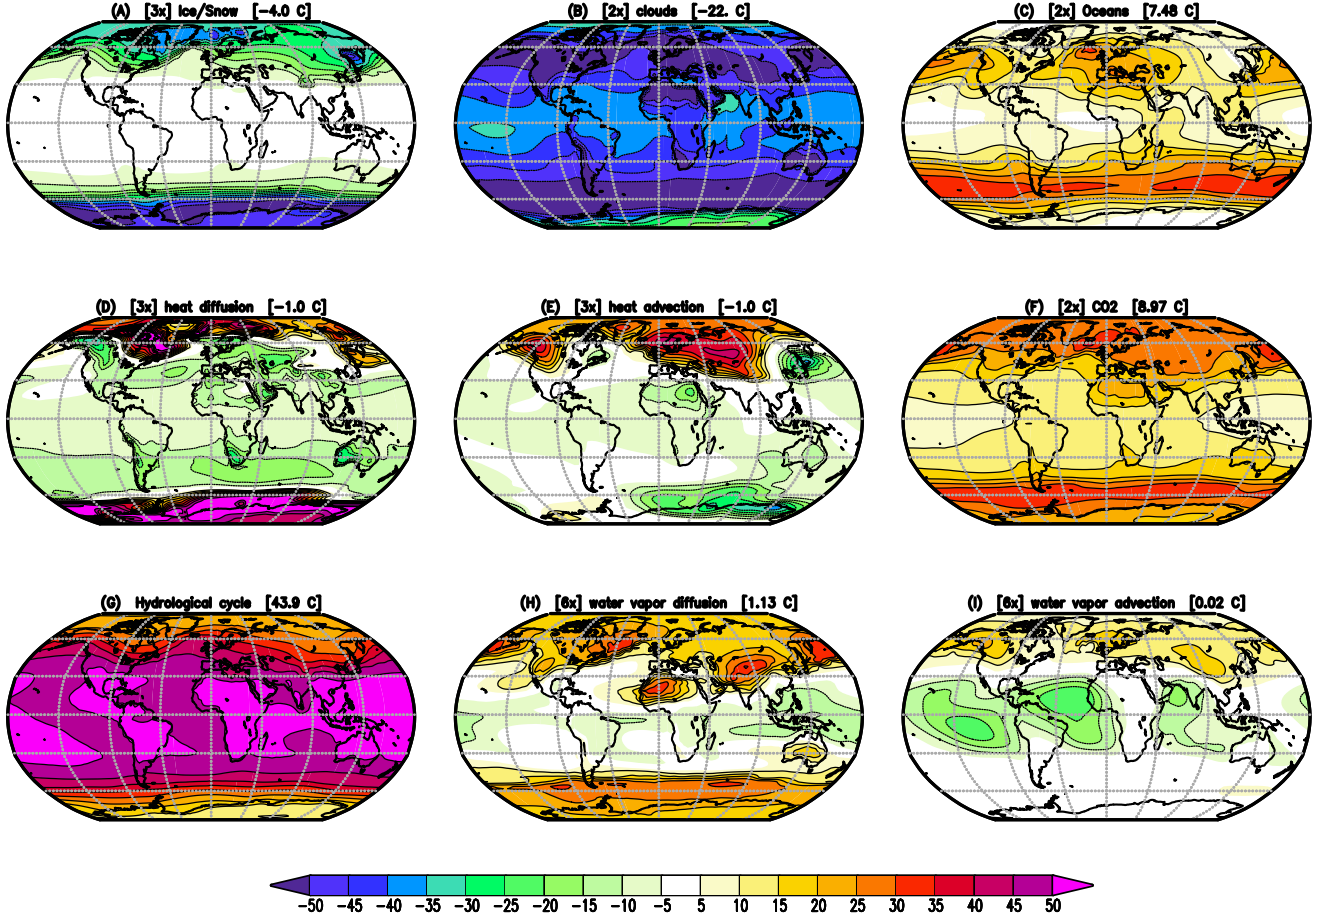 (A) [3x] Ice/Snow [−4.0 C]
(B) [2x] clouds [−22. C]
(C) [2x] Oceans [7.48 C]
(D) [3x] heat diffusion [−1.0 C]
(E) [3x] heat advection [−1.0 C]
(F) [2x] CO2 [8.97 C]
(G) Hydrological cycle [43.9 C]
(H) [6x] water vapor diffusion [1.13 C]
(I) [6x] water vapor advection [0.02 C]
−50 −45 −40 −35 −30 −25 −20 −15 −10 −5 5 10 15 20 25 30 35 40 45 50